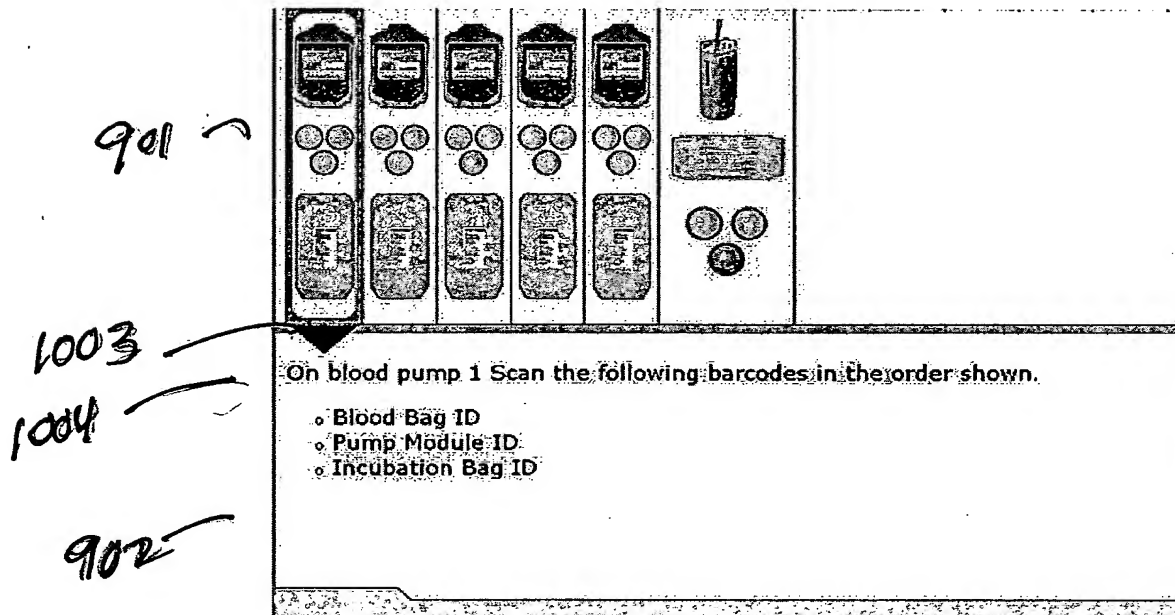 901
1003
On blood pump 1 Scan the following barcodes in the order shown.
1004
Blood Bag ID
Pump Module ID
Incubation Bag ID
902